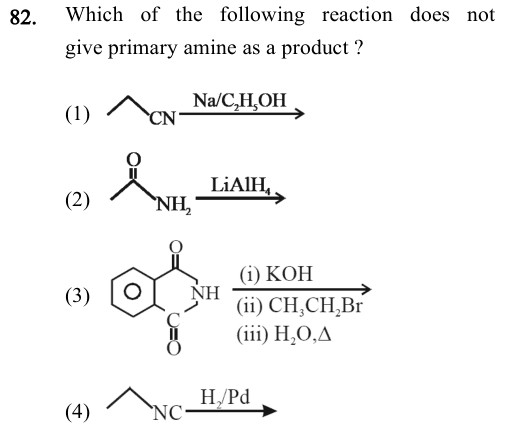 82. Which of the following reaction does not
give primary amine as a product ?
(1) CN Na/C₂H₅OH
(2) O NH₂ LiAlH₄
(3) O NH C O (i) KOH
(ii) CH₃CH₂Br
(iii) H₂O,Δ
(4) NC H₂/Pd